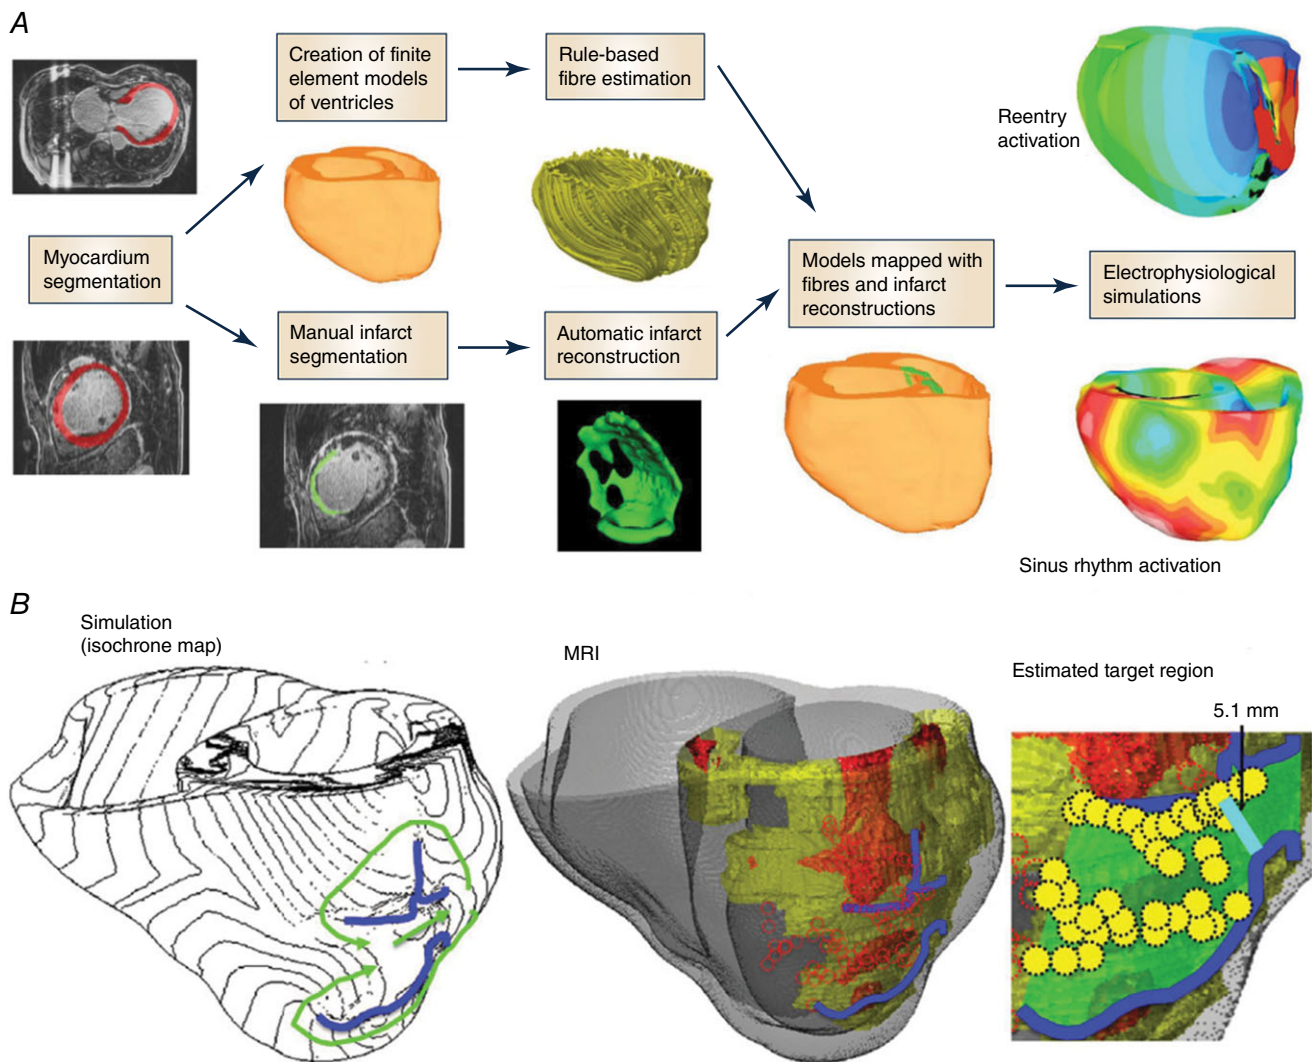 A
Creation of finite
element models
of ventricles
Rule-based
fibre estimation
Reentry
activation
Myocardium
segmentation
Models mapped with
fibres and infarct
reconstructions
Electrophysiological
simulations
Manual infarct
segmentation
Automatic infarct
reconstruction
Sinus rhythm activation
B
Simulation
(isochrone map)
MRI
Estimated target region
5.1 mm